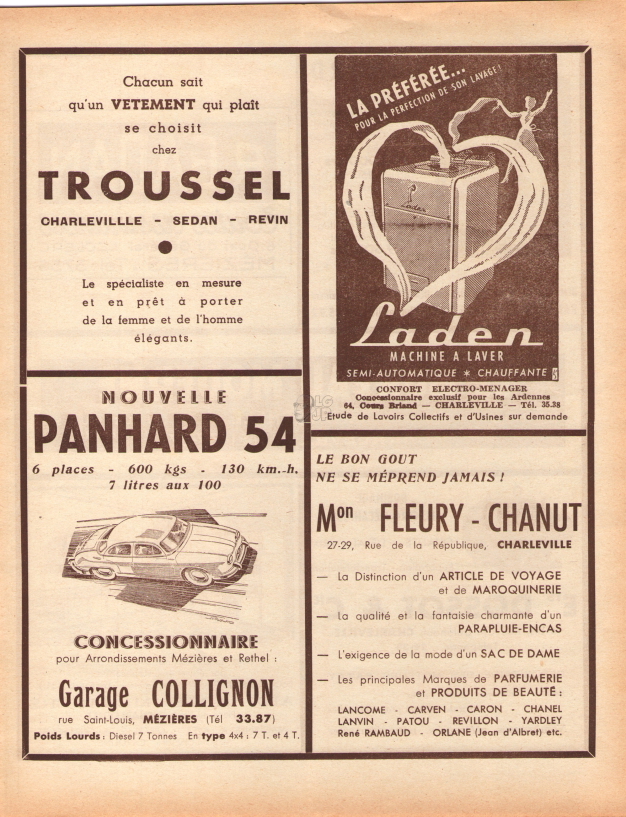 Chacun sait
qu'un VETEMENT qui plaît
se choisit
chez
TROUSSEL
CHARLEVILLLE - SEDAN - REVIN
Le spécialiste en mesure
et en prêt à porter
de la femme et de l'homme
élégants.
NOUVELLE
PANHARD 54
6 places - 600 kgs - 130 km.-h.
7 litres aux 100
CONCESSIONNAIRE
pour Arrondissements Mézières et Rethel :
Garage COLLIGNON
rue Saint-Louis, MÉZIÈRES (Tél 33.87)
Poids Lourds : Diesel 7 Tonnes En type 4x4 : 7 T. et 4 T.
LA PRÉFÉRÉE...
POUR LA PERFECTION DE SON LAVAGE !
Laden
Laden
MACHINE A LAVER
SEMI-AUTOMATIQUE * CHAUFFANTE
CONFORT ELECTRO-MENAGER
Concessionnaire exclusif pour les Ardennes
64, Cours Briand — CHARLEVILLE — Tél. 35.38
Étude de Lavoirs Collectifs et d'Usines sur demande
LE BON GOUT
NE SE MÉPREND JAMAIS !
Mon FLEURY - CHANUT
27-29, Rue de la République, CHARLEVILLE
— La Distinction d'un ARTICLE DE VOYAGE
et de MAROQUINERIE
— La qualité et la fantaisie charmante d'un
PARAPLUIE-ENCAS
— L'exigence de la mode d'un SAC DE DAME
— Les principales Marques de PARFUMERIE
et PRODUITS DE BEAUTÉ :
LANCOME - CARVEN - CARON - CHANEL
LANVIN - PATOU - REVILLON - YARDLEY
René RAMBAUD - ORLANE (Jean d'Albret) etc.